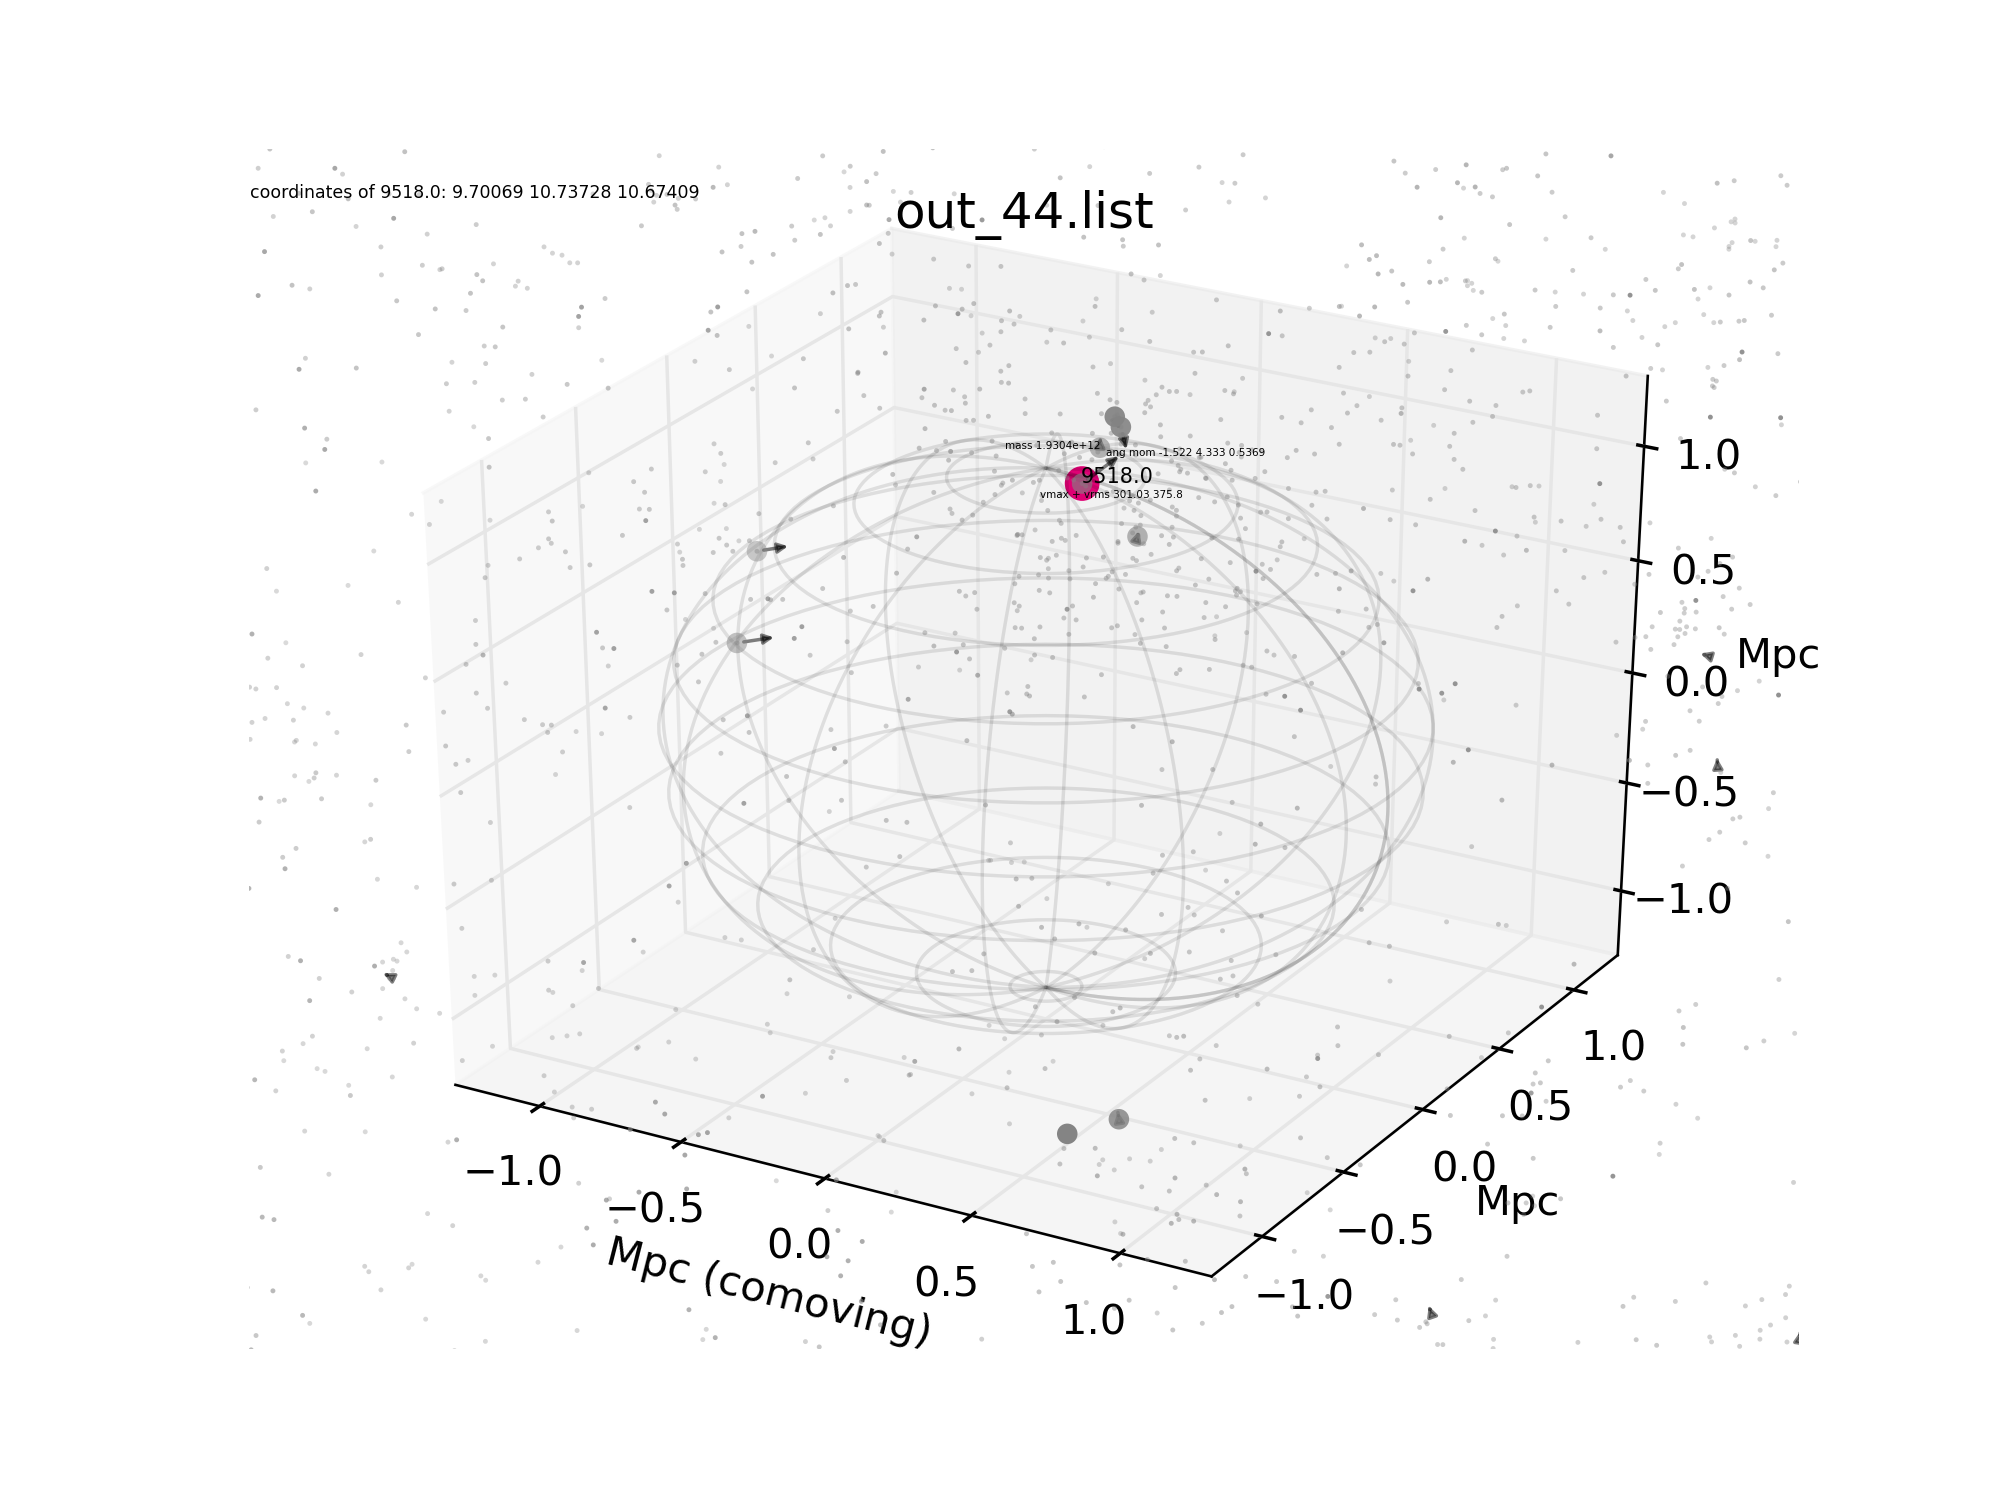 coordinates of 9518.0: 9.70069 10.73728 10.67409
out_44.list
mass 1.9304e+12
ang mom -1.522 4.333 0.5369
9518.0
vmax + vrms 301.03 375.8
1.0
0.5
Mpc
0.0
−0.5
−1.0
1.0
0.5
0.0
Mpc
−0.5
−1.0
−1.0
−0.5
0.0
0.5
1.0
Mpc (comoving)